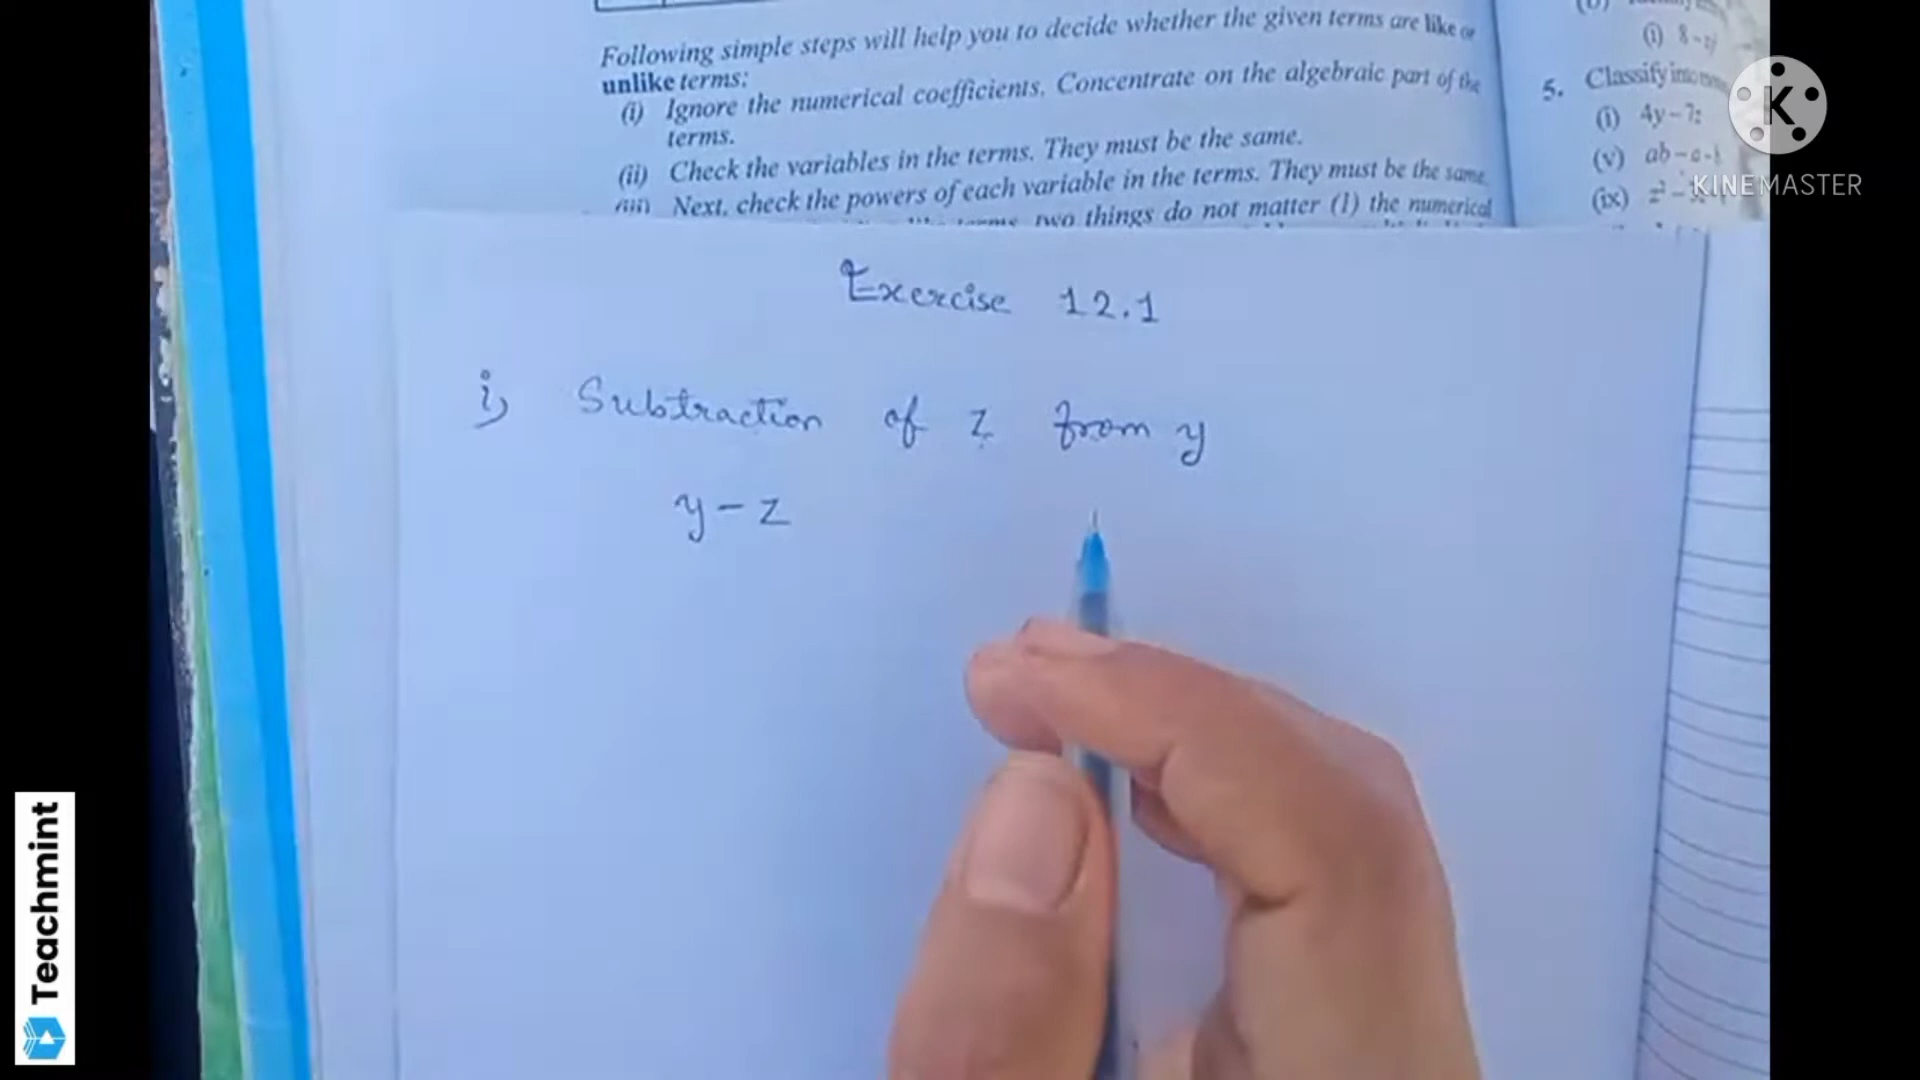 Following simple steps will help you to decide whether the given terms are like or
unlike terms:
(i) Ignore the numerical coefficients. Concentrate on the algebraic part of the
terms.
(ii) Check the variables in the terms. They must be the same.
(iii) Next, check the powers of each variable in the terms. They must be the same.
two things do not matter (1) the numerical
(i) 8 -
5. Classify into
(i) 4y - 7z
(v) ab - a - b
(ix) z² -
K
KINEMASTER
Exercise 12.1
i) Subtraction of z from y
y - z
Teachmint